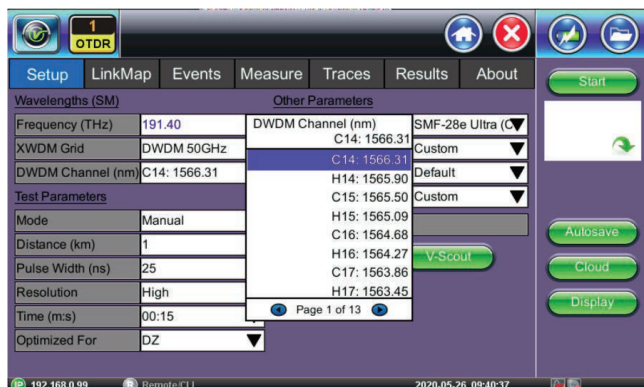 1
OTDR
Setup LinkMap Events Measure Traces Results About
Wavelengths (SM)
Other Parameters
Frequency (THz) 191.40
XWDM Grid DWDM 50GHz
DWDM Channel (nm) C14: 1566.31
Test Parameters
Mode Manual
Distance (km) 1
Pulse Width (ns) 25
Resolution High
Time (m:s) 00:15
Optimized For DZ
DWDM Channel (nm)
C14: 1566.31
C14: 1566.31
H14: 1565.90
C15: 1565.50
H15: 1565.09
C16: 1564.68
H16: 1564.27
C17: 1563.86
H17: 1563.45
Page 1 of 13
SMF-28e Ultra
Custom
Default
Custom
V-Scout
Start
Autosave
Cloud
Display
IP 192.168.0.99
R Remote/CLI
2020-05-26 09:40:37